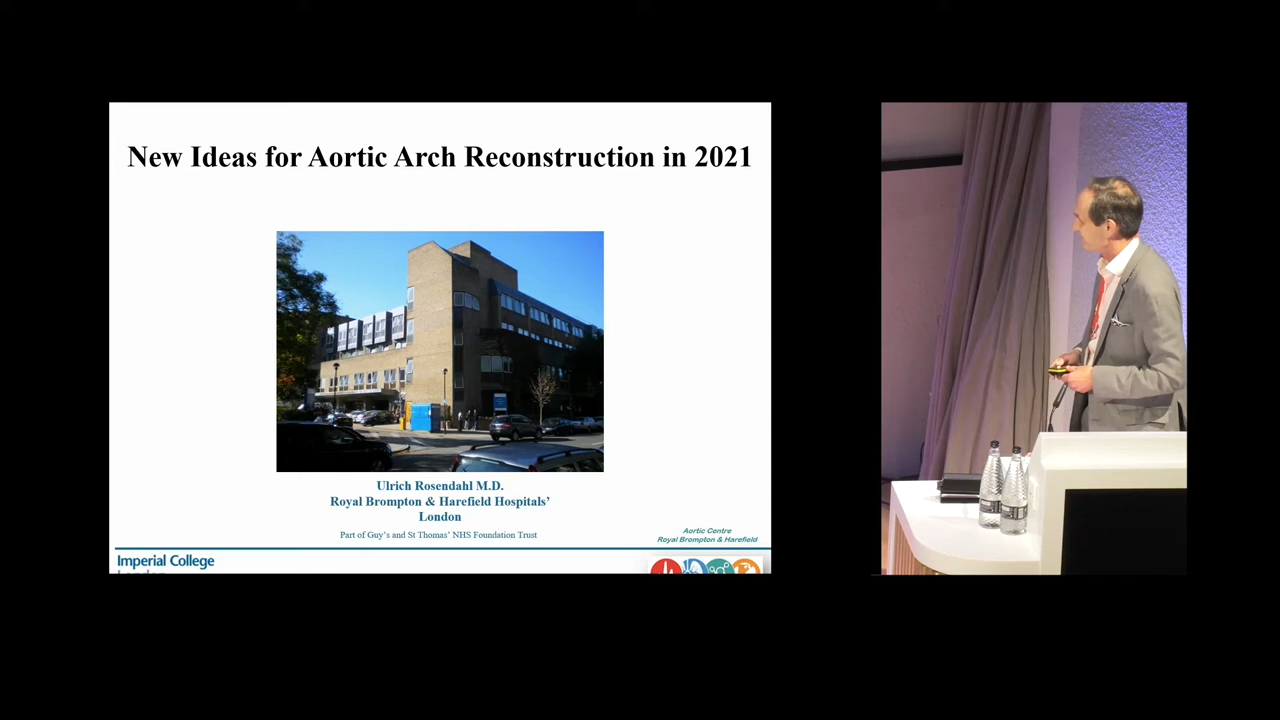 New Ideas for Aortic Arch Reconstruction in 2021
Ulrich Rosendahl M.D.
Royal Brompton & Harefield Hospitals’
London
Part of Guy’s and St Thomas’ NHS Foundation Trust
Aortic Centre
Royal Brompton & Harefield
Imperial College